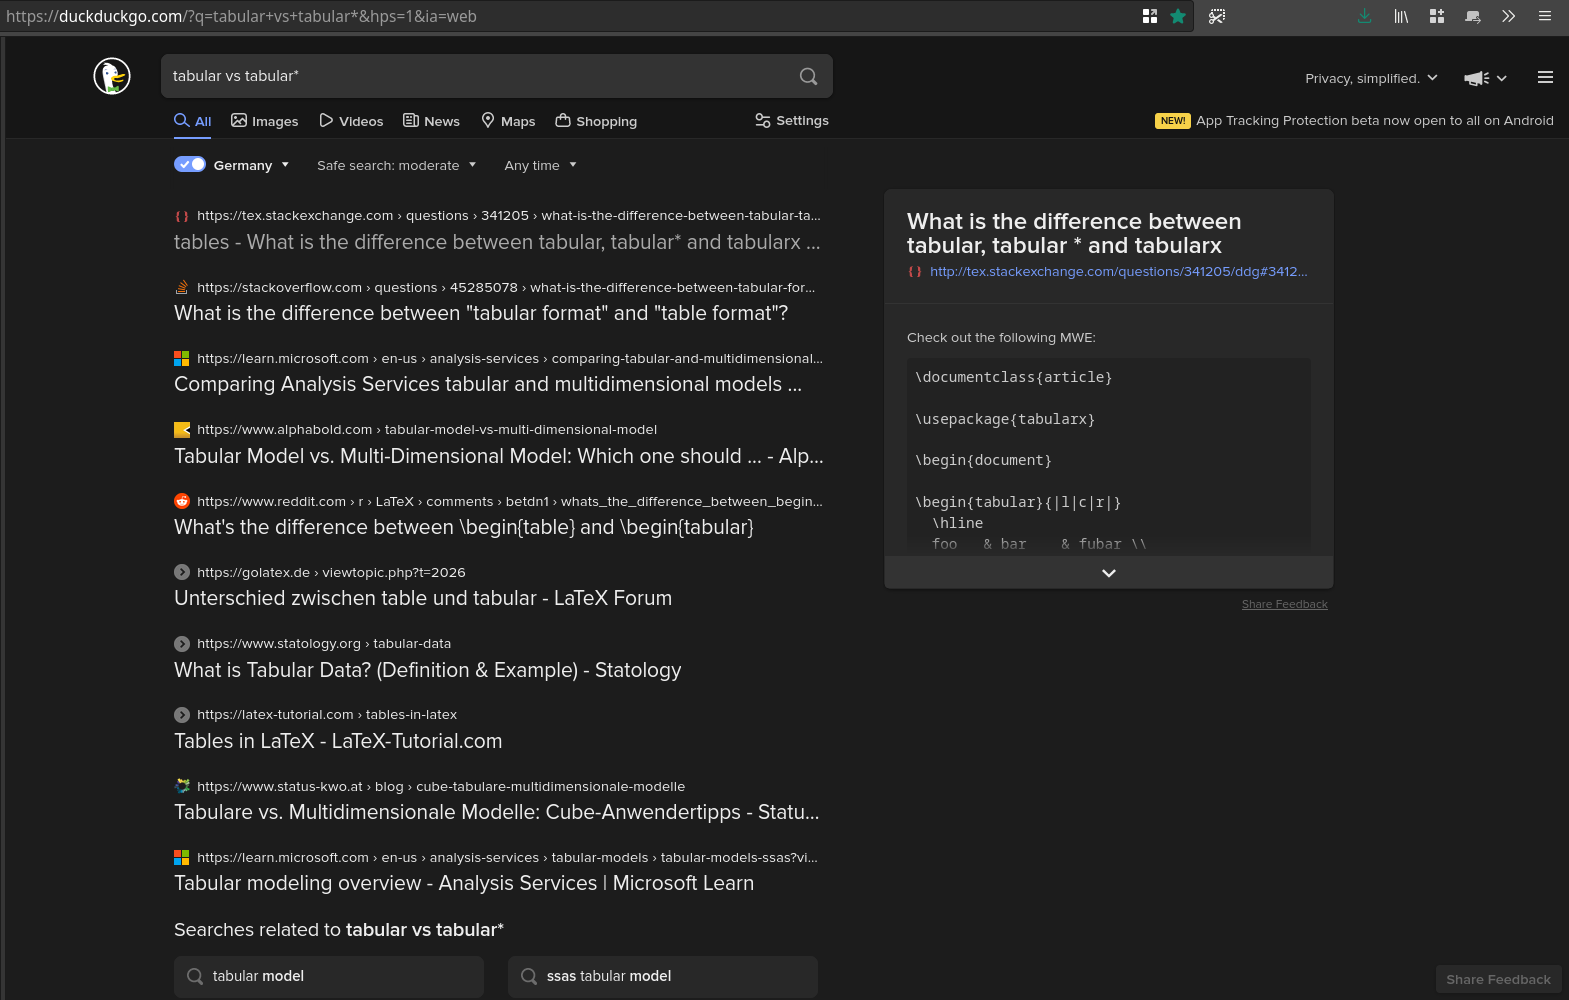 https://duckduckgo.com/?q=tabular+vs+tabular*&hps=1&ia=web
tabular vs tabular*
Privacy, simplified.
All Images Videos News Maps Shopping Settings
NEW! App Tracking Protection beta now open to all on Android
Germany Safe search: moderate Any time
https://tex.stackexchange.com › questions › 341205 › what-is-the-difference-between-tabular-ta...
tables - What is the difference between tabular, tabular* and tabularx ...
https://stackoverflow.com › questions › 45285078 › what-is-the-difference-between-tabular-for...
What is the difference between "tabular format" and "table format"?
https://learn.microsoft.com › en-us › analysis-services › comparing-tabular-and-multidimensional...
Comparing Analysis Services tabular and multidimensional models ...
https://www.alphabold.com › tabular-model-vs-multi-dimensional-model
Tabular Model vs. Multi-Dimensional Model: Which one should ... - Alp...
https://www.reddit.com › r › LaTeX › comments › betdn1 › whats_the_difference_between_begin...
What's the difference between \begin{table} and \begin{tabular}
https://golatex.de › viewtopic.php?t=2026
Unterschied zwischen table und tabular - LaTeX Forum
https://www.statology.org › tabular-data
What is Tabular Data? (Definition & Example) - Statology
https://latex-tutorial.com › tables-in-latex
Tables in LaTeX - LaTeX-Tutorial.com
https://www.status-kwo.at › blog › cube-tabulare-multidimensionale-modelle
Tabulare vs. Multidimensionale Modelle: Cube-Anwendertipps - Statu...
https://learn.microsoft.com › en-us › analysis-services › tabular-models › tabular-models-ssas?vi...
Tabular modeling overview - Analysis Services | Microsoft Learn
Searches related to tabular vs tabular*
tabular model
ssas tabular model
What is the difference between
tabular, tabular * and tabularx
http://tex.stackexchange.com/questions/341205/ddg#3412...
Check out the following MWE:
\documentclass{article}
\usepackage{tabularx}
\begin{document}
\begin{tabular}{|l|c|r|}
\hline
foo & bar & fubar \\
Share Feedback
Share Feedback